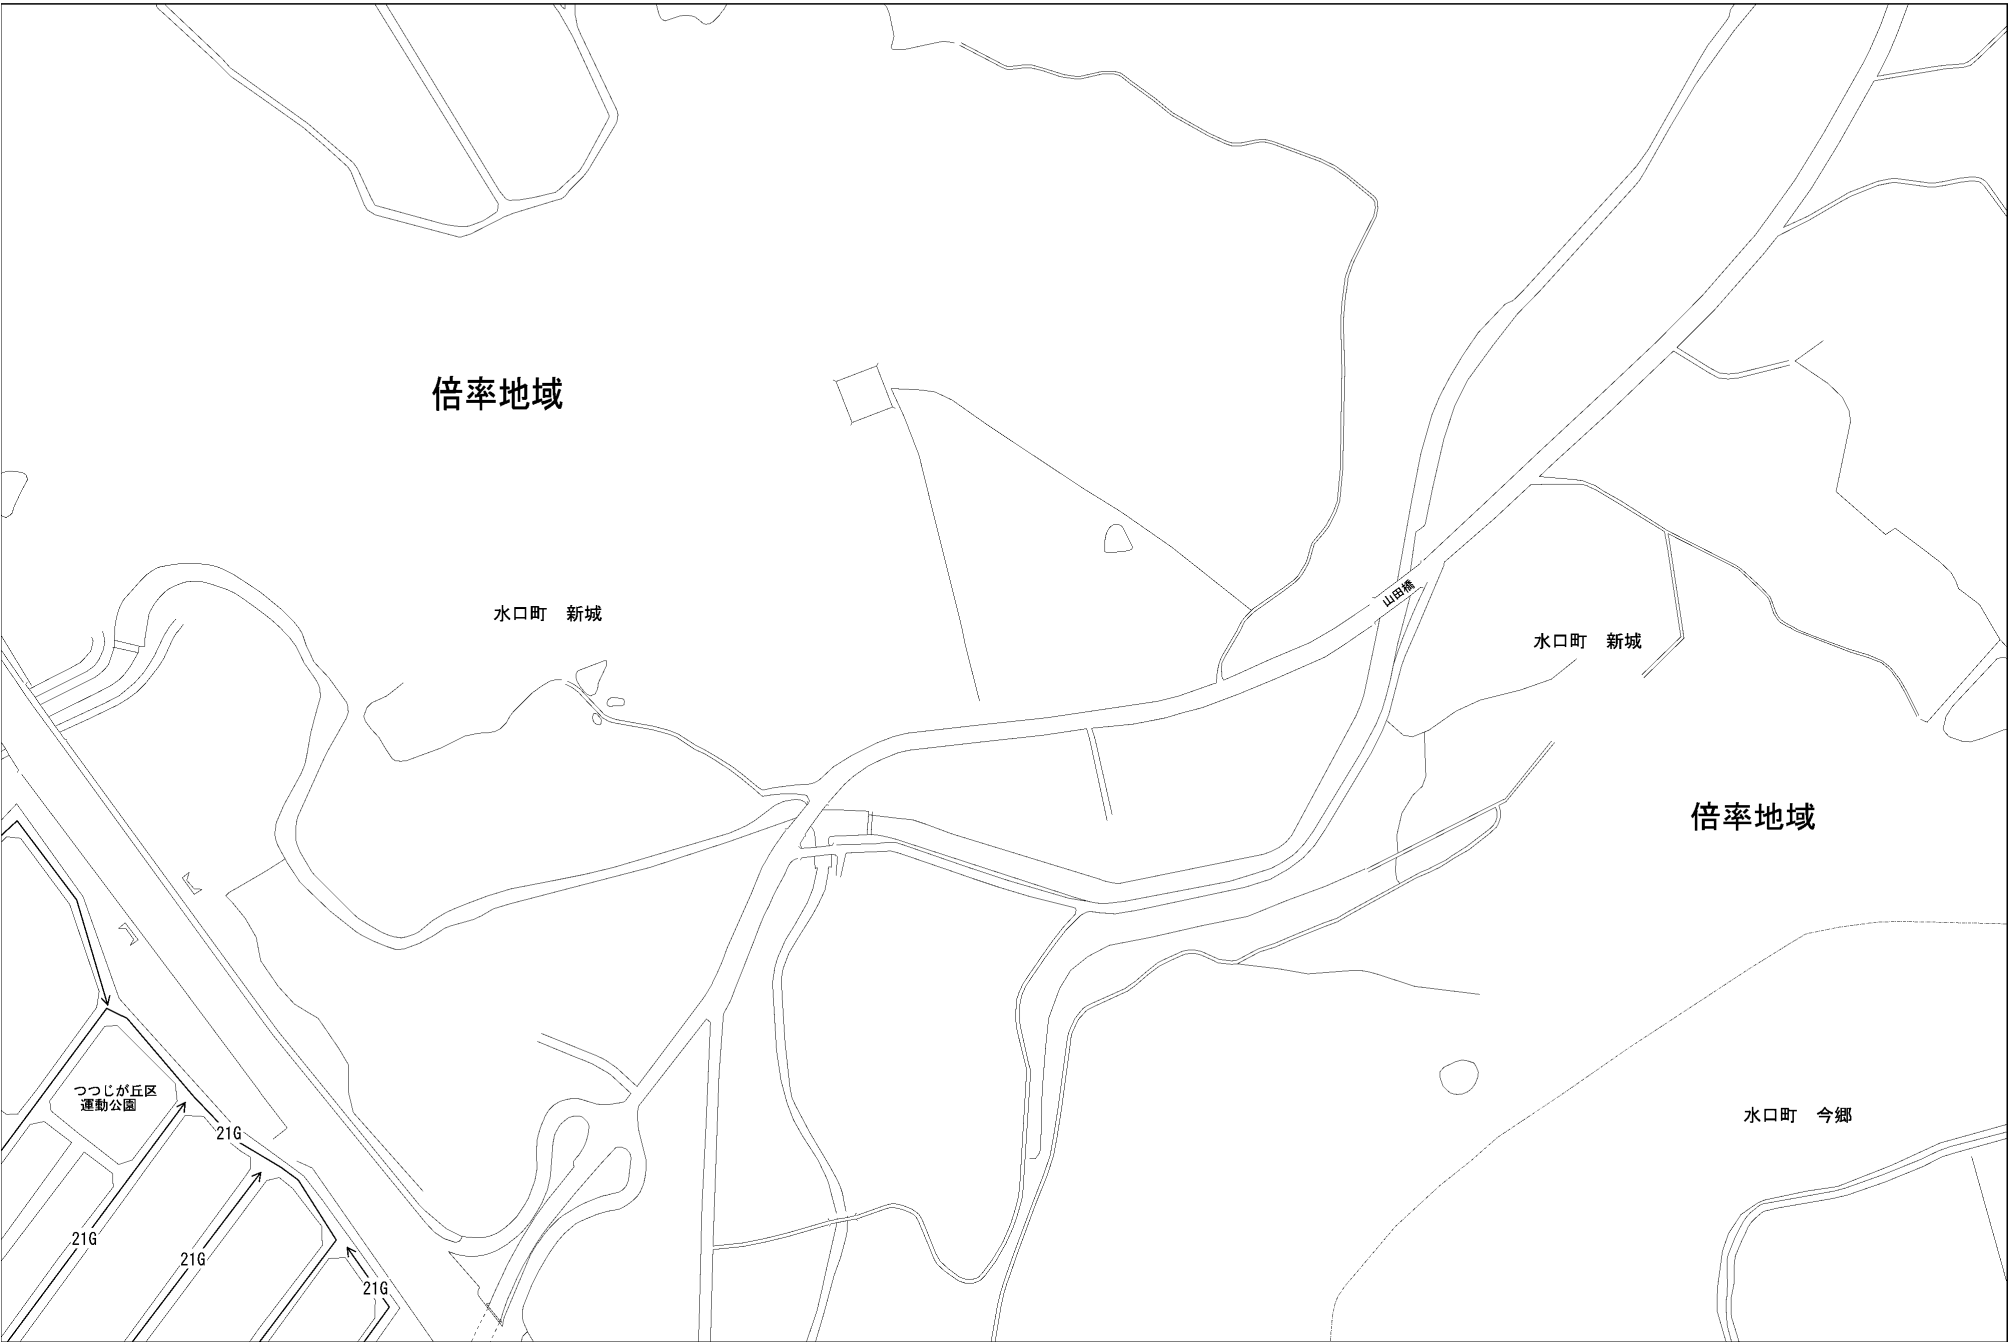 倍率地域
山田橋
水口町　新城
水口町　新城
倍率地域
つつじが丘区
運動公園
水口町　今郷
21G
21G
21G
21G